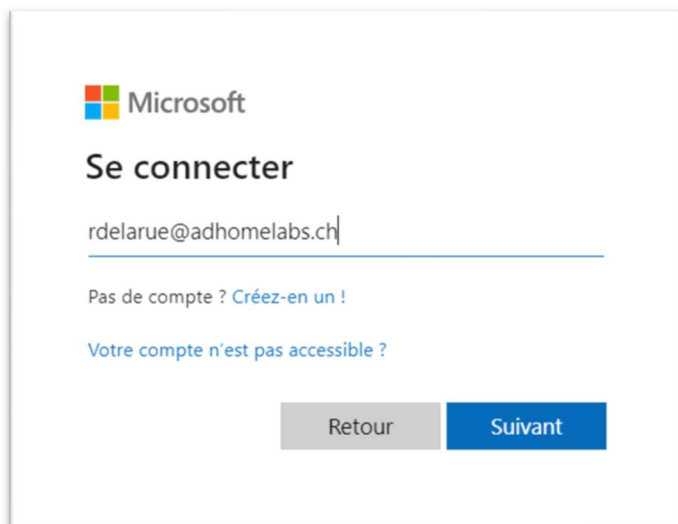 Microsoft
Se connecter
rdelarue@adhomelabs.ch
Pas de compte ? Créez-en un !
Votre compte n'est pas accessible ?
Retour Suivant